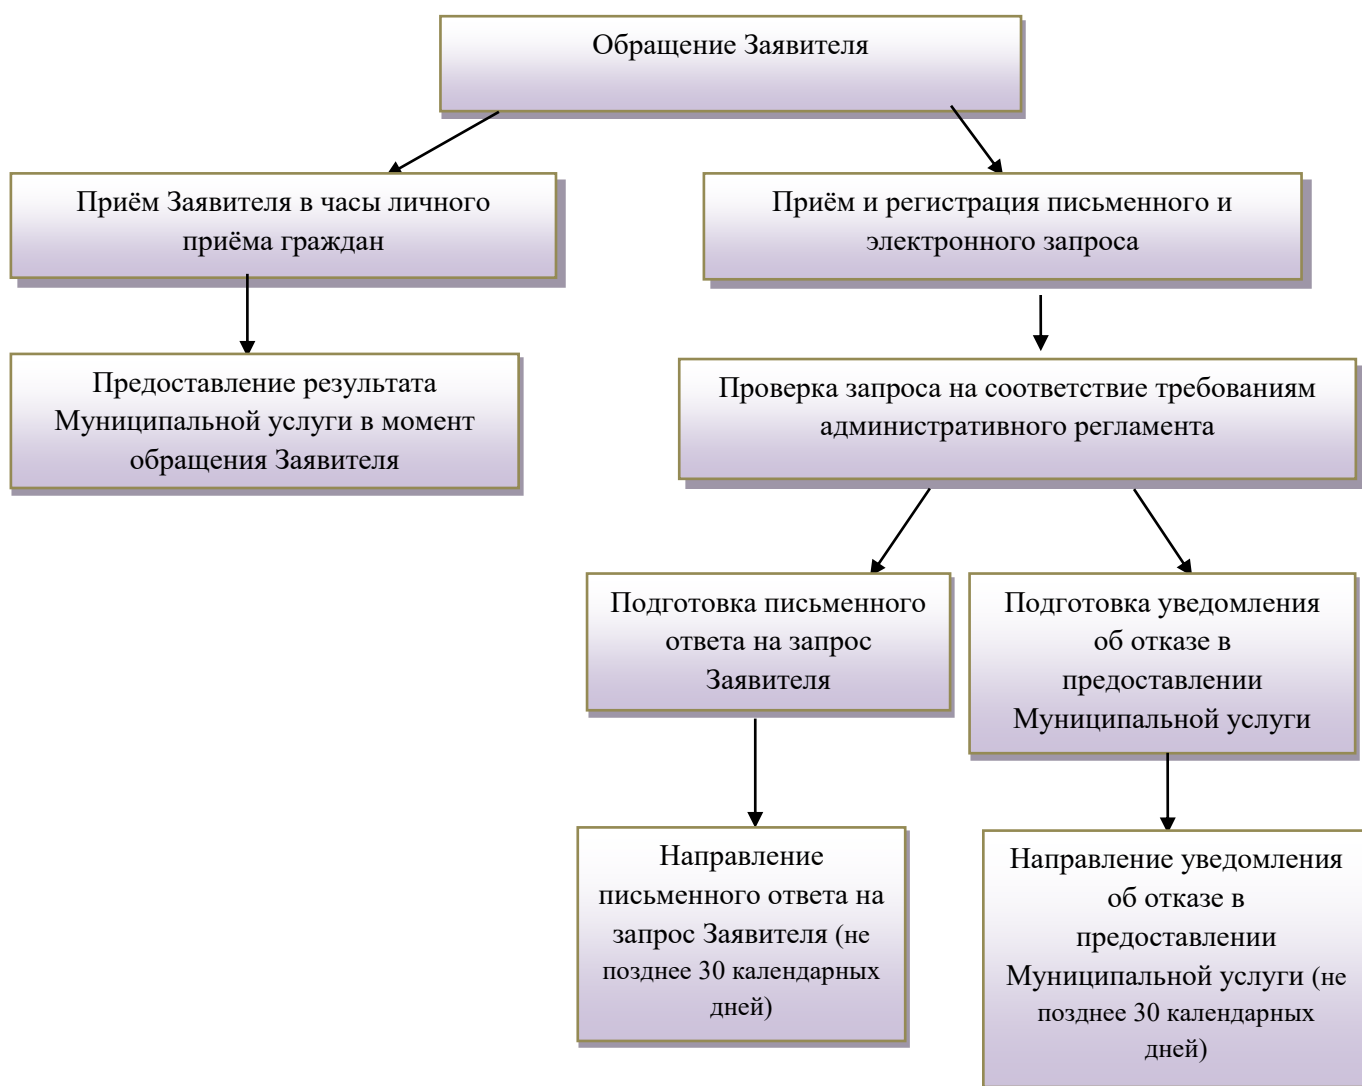 Обращение Заявителя
Приём Заявителя в часы личного
приёма граждан
Приём и регистрация письменного и
электронного запроса
Предоставление результата
Муниципальной услуги в момент
обращения Заявителя
Проверка запроса на соответствие требованиям
административного регламента
Подготовка письменного
ответа на запрос
Заявителя
Подготовка уведомления
об отказе в
предоставлении
Муниципальной услуги
Направление
письменного ответа на
запрос Заявителя (не
позднее 30 календарных
дней)
Направление уведомления
об отказе в
предоставлении
Муниципальной услуги (не
позднее 30 календарных
дней)